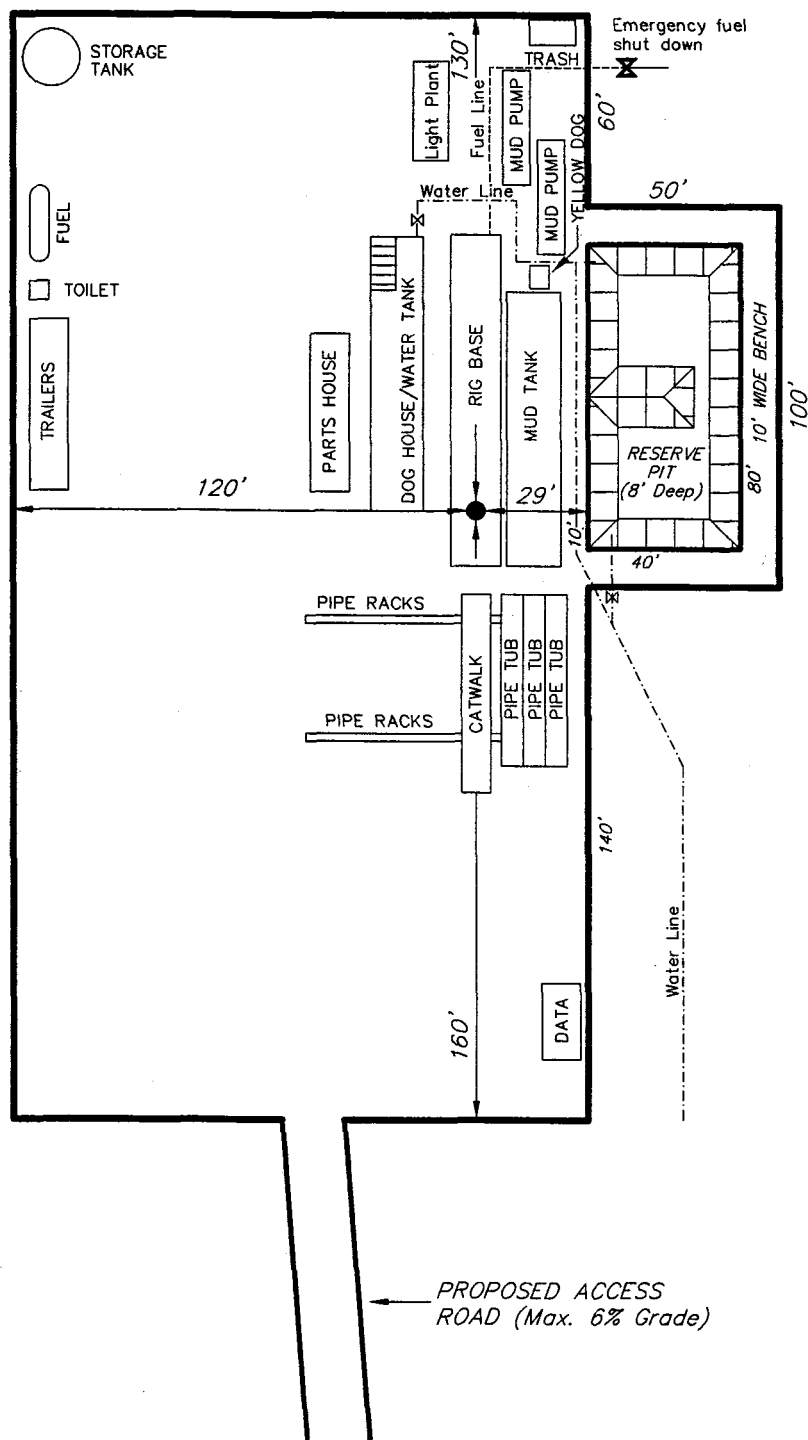 Emergency fuel
shut down
STORAGE
TANK
130'
TRASH
Light Plant
Fuel Line
MUD PUMP
60'
MUD PUMP
YELLOW DOG
50'
Water Line
FUEL
TOILET
TRAILERS
PARTS HOUSE
DOG HOUSE/WATER TANK
RIG BASE
MUD TANK
RESERVE
PIT
(8' Deep)
80'
10' WIDE BENCH
100'
120'
29'
10'
40'
PIPE RACKS
CATWALK
PIPE TUB
PIPE TUB
PIPE TUB
PIPE RACKS
140'
Water Line
160'
DATA
PROPOSED ACCESS
ROAD (Max. 6% Grade)